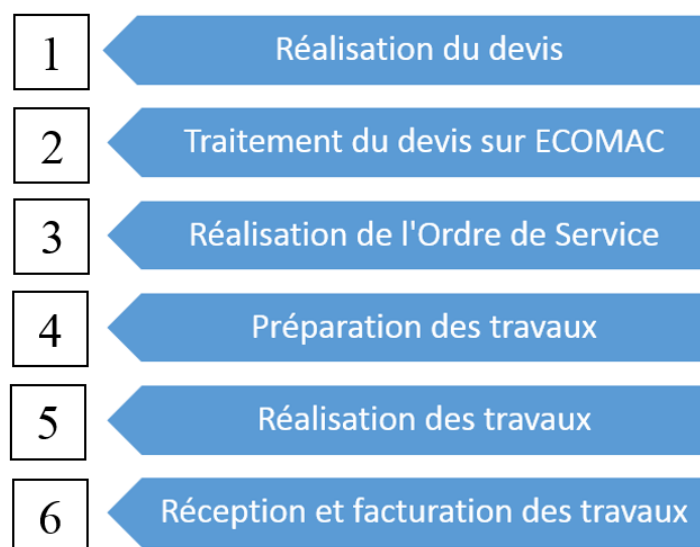 1 Réalisation du devis
2 Traitement du devis sur ECOMAC
3 Réalisation de l'Ordre de Service
4 Préparation des travaux
5 Réalisation des travaux
6 Réception et facturation des travaux